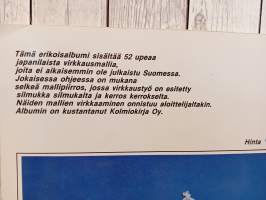 Tämä erikoisalbumi sisältää 52 upeaa
japanilaista virkkausmallia,
joita ei aikaisemmin ole julkaistu Suomessa.
Jokaisessa ohjeessa on mukana
selkeä mallipiirros, jossa virkkaustyö on esitetty
silmukka silmukalta ja kerros kerrokselta.
Näiden mallien virkkaaminen onnistuu aloittelijaltakin.
Albumin on kustantanut Kolmiokirja Oy.
Hinta